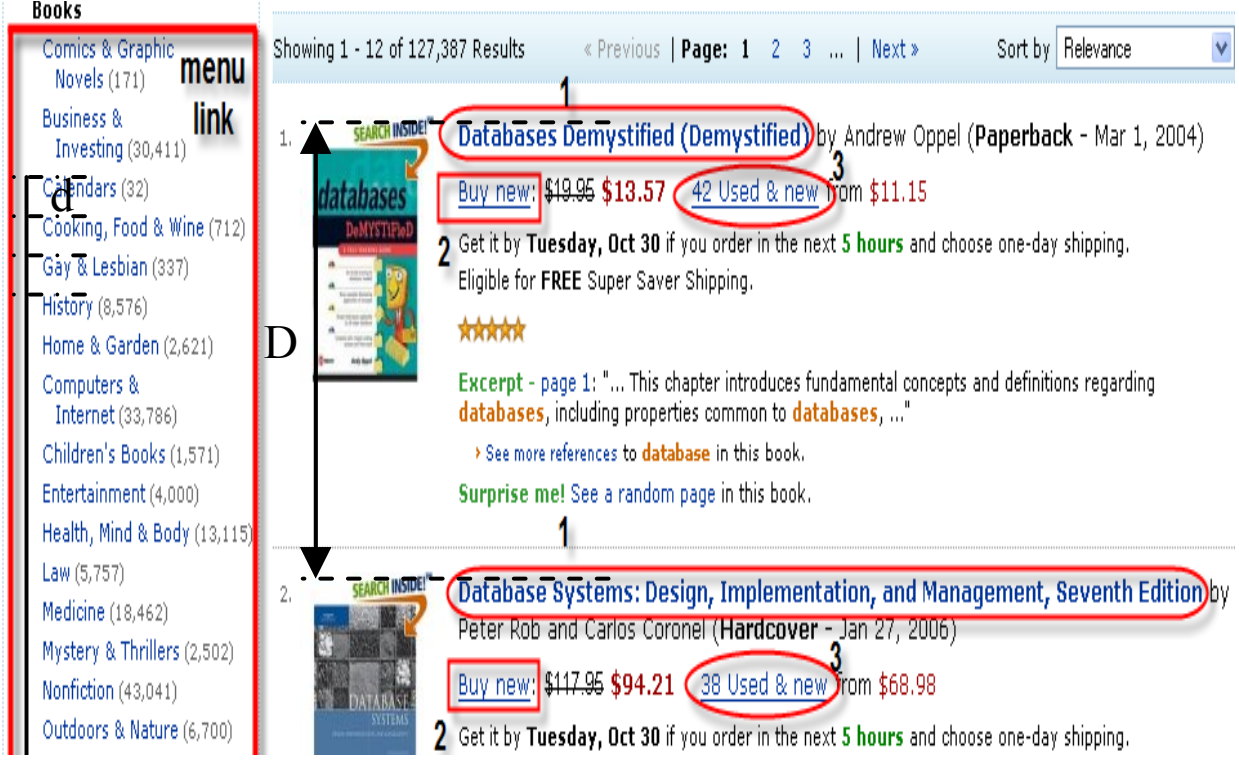 Books
Comics & Graphic
Novels (171)
menu
link
Business &
Investing (30,411)
Calendars (32)
d
Cooking, Food & Wine (712)
Gay & Lesbian (337)
History (8,576)
Home & Garden (2,621)
Computers &
Internet (33,786)
Children's Books (1,571)
Entertainment (4,000)
Health, Mind & Body (13,115)
Law (5,757)
Medicine (18,462)
Mystery & Thrillers (2,502)
Nonfiction (43,041)
Outdoors & Nature (6,700)
Showing 1 - 12 of 127,387 Results « Previous | Page: 1 2 3 ... | Next » Sort by Relevance
1
1. SEARCH INSIDE!™ Databases Demystified (Demystified) by Andrew Oppel (Paperback - Mar 1, 2004)
3
databases
DeMYSTiFieD
Buy new: $19.95 $13.57 42 Used & new from $11.15
2
Get it by Tuesday, Oct 30 if you order in the next 5 hours and choose one-day shipping.
Eligible for FREE Super Saver Shipping.
D
Excerpt - page 1: "... This chapter introduces fundamental concepts and definitions regarding
databases, including properties common to databases, ..."
› See more references to database in this book.
Surprise me! See a random page in this book.
1
2. SEARCH INSIDE!™ Database Systems: Design, Implementation, and Management, Seventh Edition by
Peter Rob and Carlos Coronel (Hardcover - Jan 27, 2006)
3
DATABASE
SYSTEMS
Buy new: $117.95 $94.21 38 Used & new from $68.98
2
Get it by Tuesday, Oct 30 if you order in the next 5 hours and choose one-day shipping.